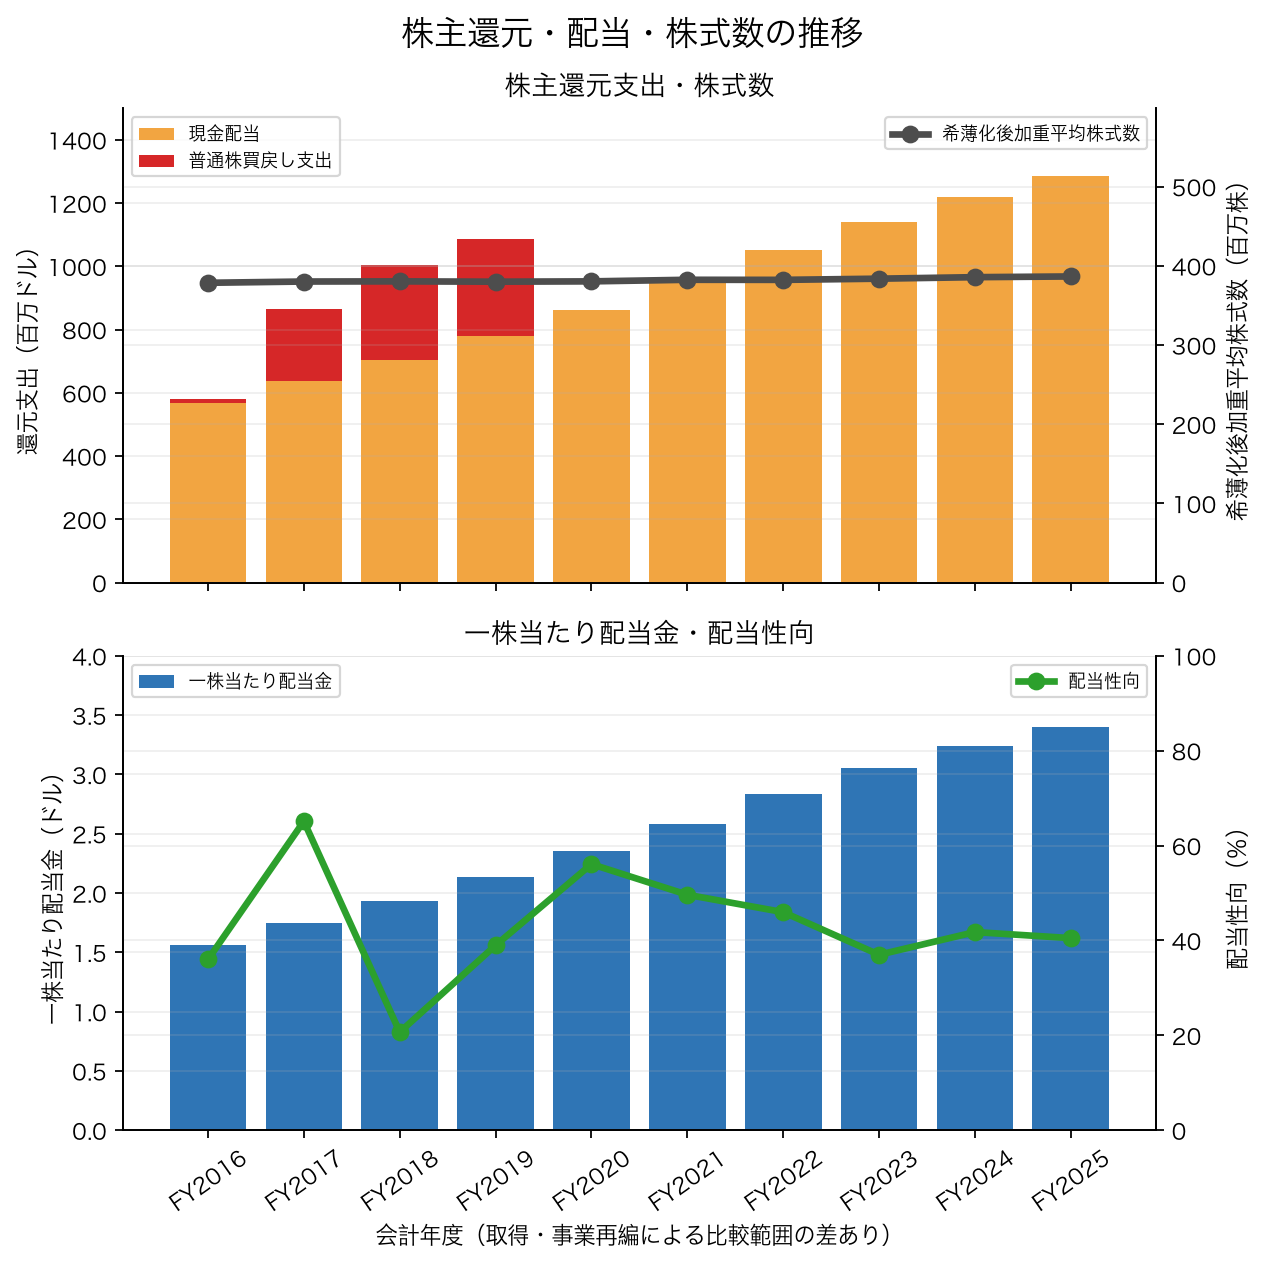 株主還元・配当・株式数の推移
株主還元支出・株式数
現金配当
普通株買戻し支出
希薄化後加重平均株式数
還元支出（百万ドル）
1400
1200
1000
800
600
400
200
0
500
400
300
200
100
0
希薄化後加重平均株式数（百万株）
一株当たり配当金・配当性向
一株当たり配当金
配当性向
一株当たり配当金（ドル）
4.0
3.5
3.0
2.5
2.0
1.5
1.0
0.5
0.0
100
80
60
40
20
0
配当性向（%）
FY2016
FY2017
FY2018
FY2019
FY2020
FY2021
FY2022
FY2023
FY2024
FY2025
会計年度（取得・事業再編による比較範囲の差あり）